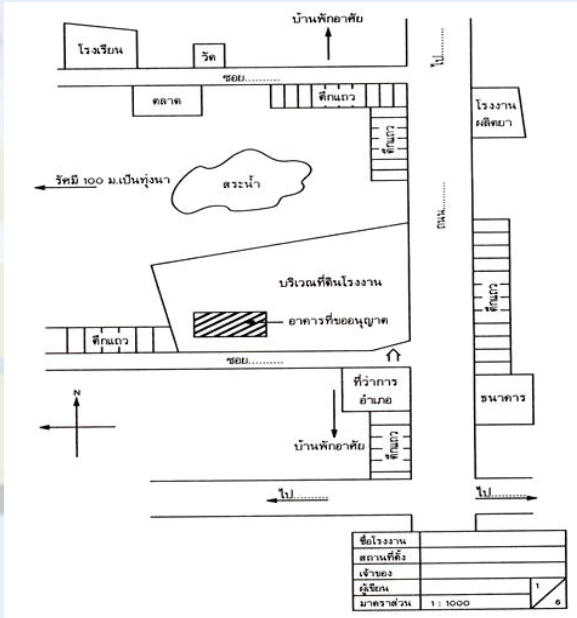 บ้านพักอาศัย
ไป..........
โรงเรียน
วัด
ซอย..........
ตลาด
ตึกแถว
โรงงาน
ผลิตยา
ตึกแถว
รัศมี 100 ม.เป็นทุ่งนา
สระน้ำ
ถนน..........
บริเวณที่ดินโรงงาน
ตึกแถว
อาคารที่ขออนุญาต
ตึกแถว
ซอย..........
ที่ว่าการ
อำเภอ
ธนาคาร
N
บ้านพักอาศัย
ตึกแถว
ไป..........
ไป..........
ชื่อโรงงาน
สถานที่ตั้ง
เจ้าของ
ผู้เขียน
มาตราส่วน 1 : 1000
1
6